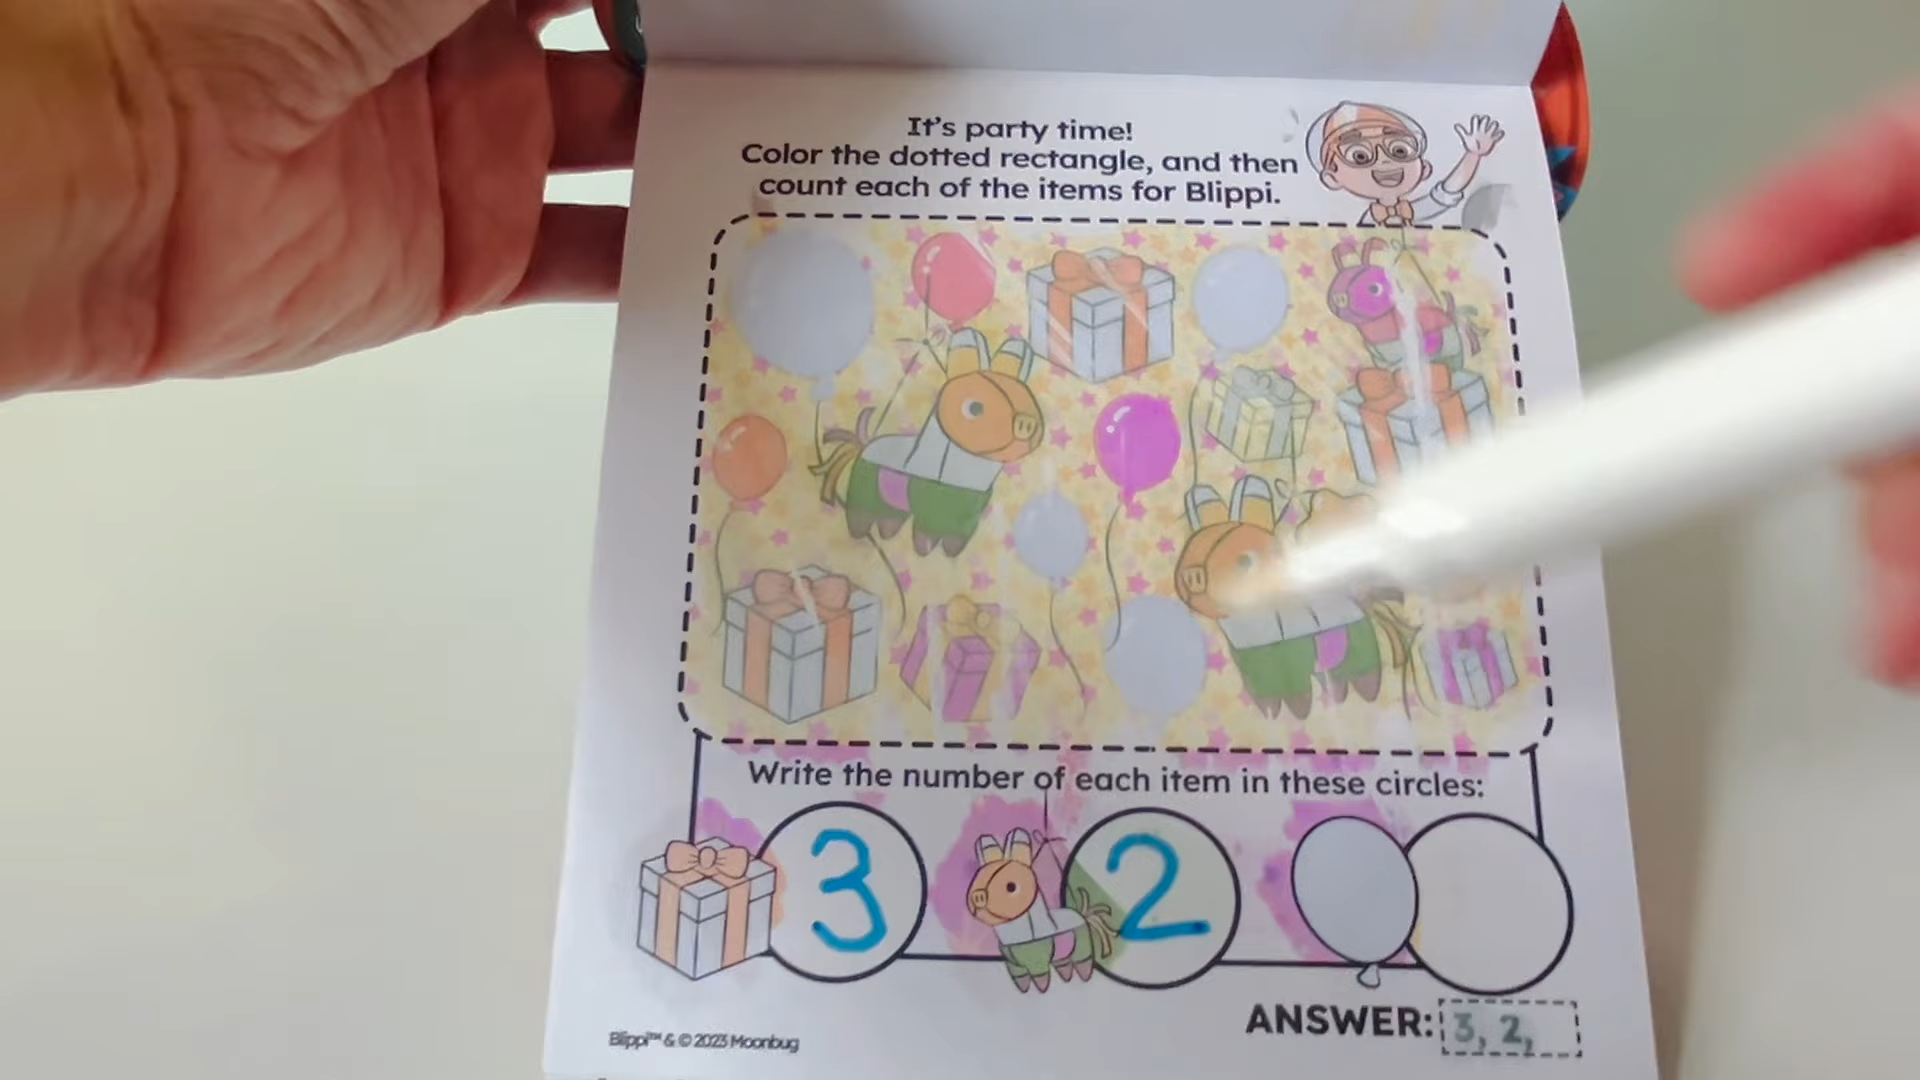 It's party time!
Color the dotted rectangle, and then
count each of the items for Blippi.
Write the number of each item in these circles:
3 2
ANSWER: 3, 2,
Blippi™ & © 2023 Moonbug